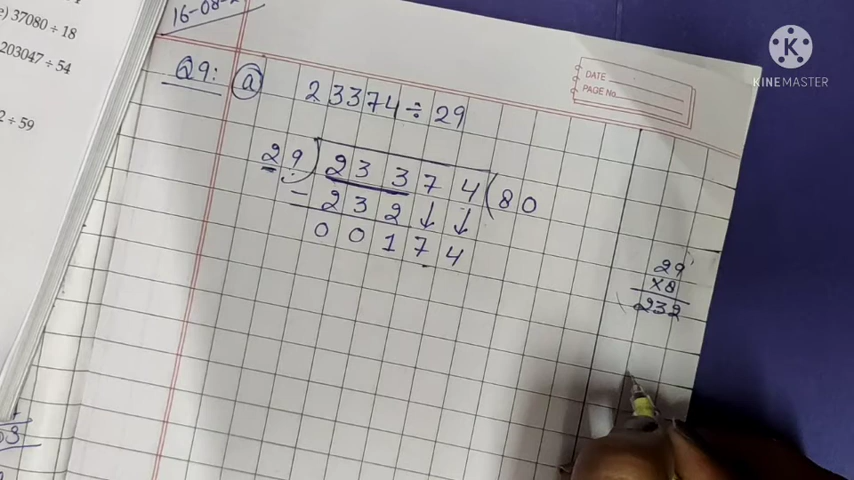 16-08-2
) 37080 ÷ 18
203047 ÷ 54
2 ÷ 59
Q9: a 23374 ÷ 29
DATE
PAGE No.
KINEMASTER
29 ) 23374 ( 80
- 232 ↓ ↓
00174
29
×8
232